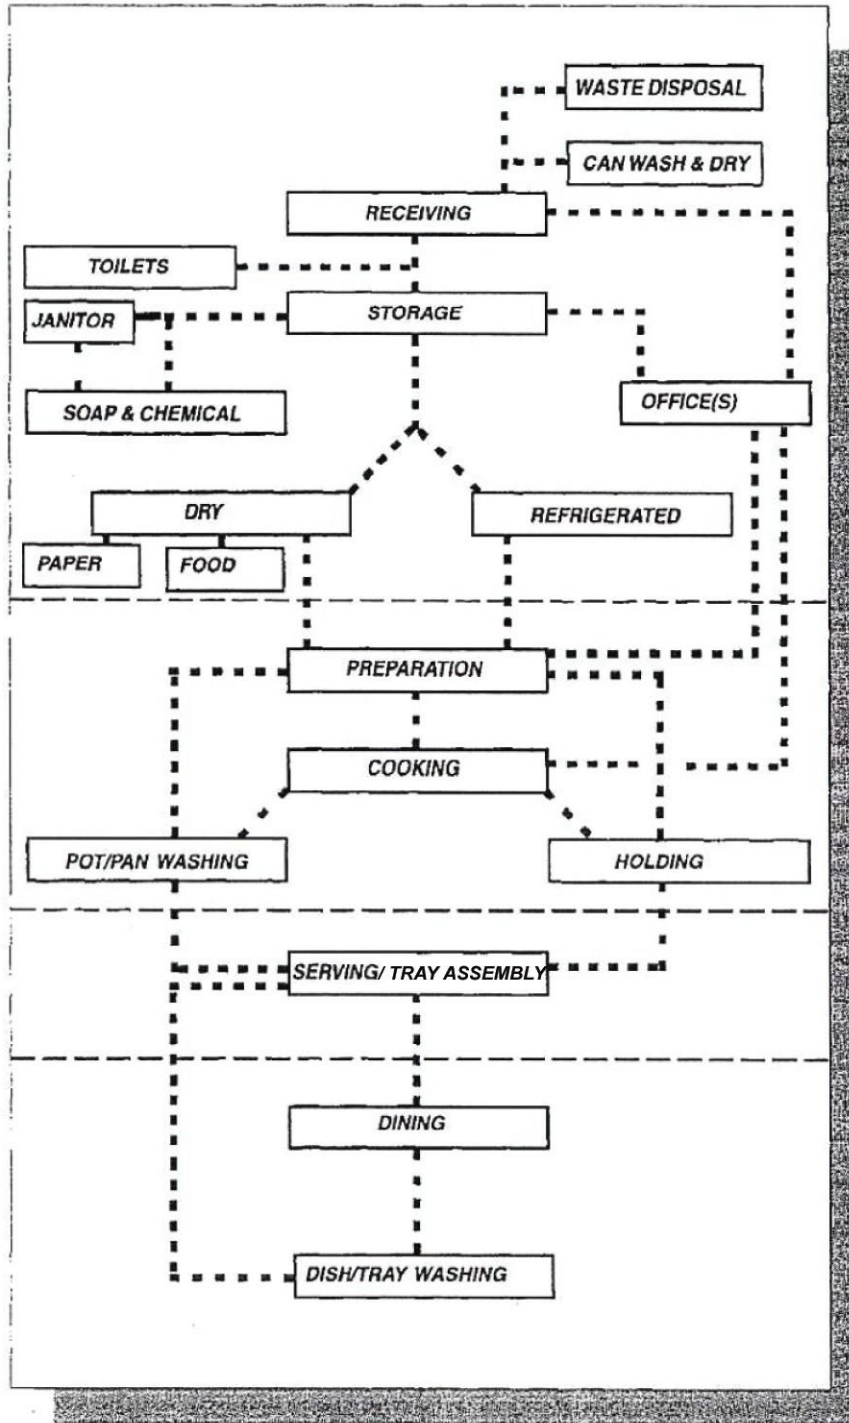 WASTE DISPOSAL
CAN WASH & DRY
RECEIVING
TOILETS
JANITOR
STORAGE
SOAP & CHEMICAL
OFFICE(S)
DRY
REFRIGERATED
PAPER
FOOD
PREPARATION
COOKING
POT/PAN WASHING
HOLDING
SERVING/ TRAY ASSEMBLY
DINING
DISH/TRAY WASHING